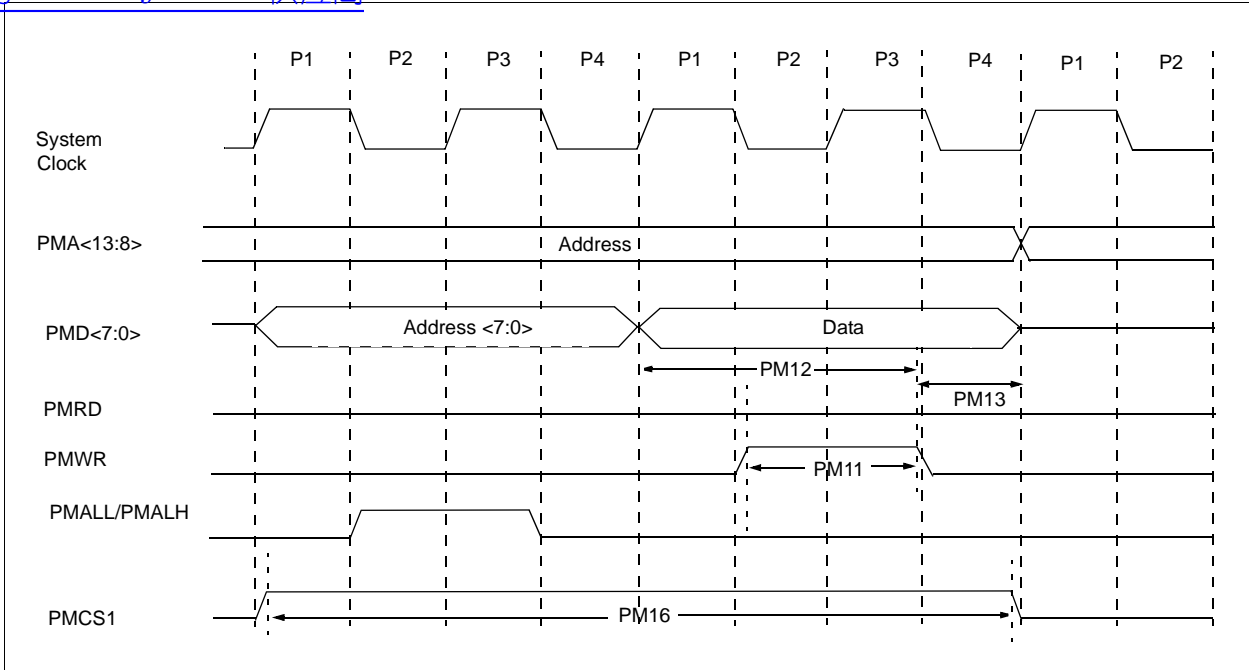 P1 P2 P3 P4 P1 P2 P3 P4 P1 P2
System
Clock
PMA<13:8>
Address
PMD<7:0>
Address <7:0>
Data
PM12
PM13
PMRD
PMWR
PM11
PMALL/PMALH
PMCS1
PM16